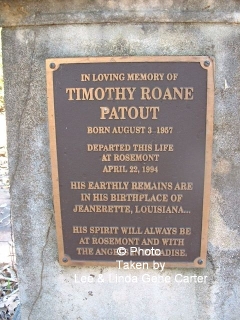 IN LOVING MEMORY OF
TIMOTHY ROANE
PATOUT
BORN AUGUST 3 1957
DEPARTED THIS LIFE
AT ROSEMONT
APRIL 22, 1994
HIS EARTHLY REMAINS ARE
IN HIS BIRTHPLACE OF
JEANERETTE, LOUISIANA...
HIS SPIRIT WILL ALWAYS BE
AT ROSEMONT AND WITH
THE ANGELS PARADISE.
© Photo
Taken by
Les & Linda Gene Carter